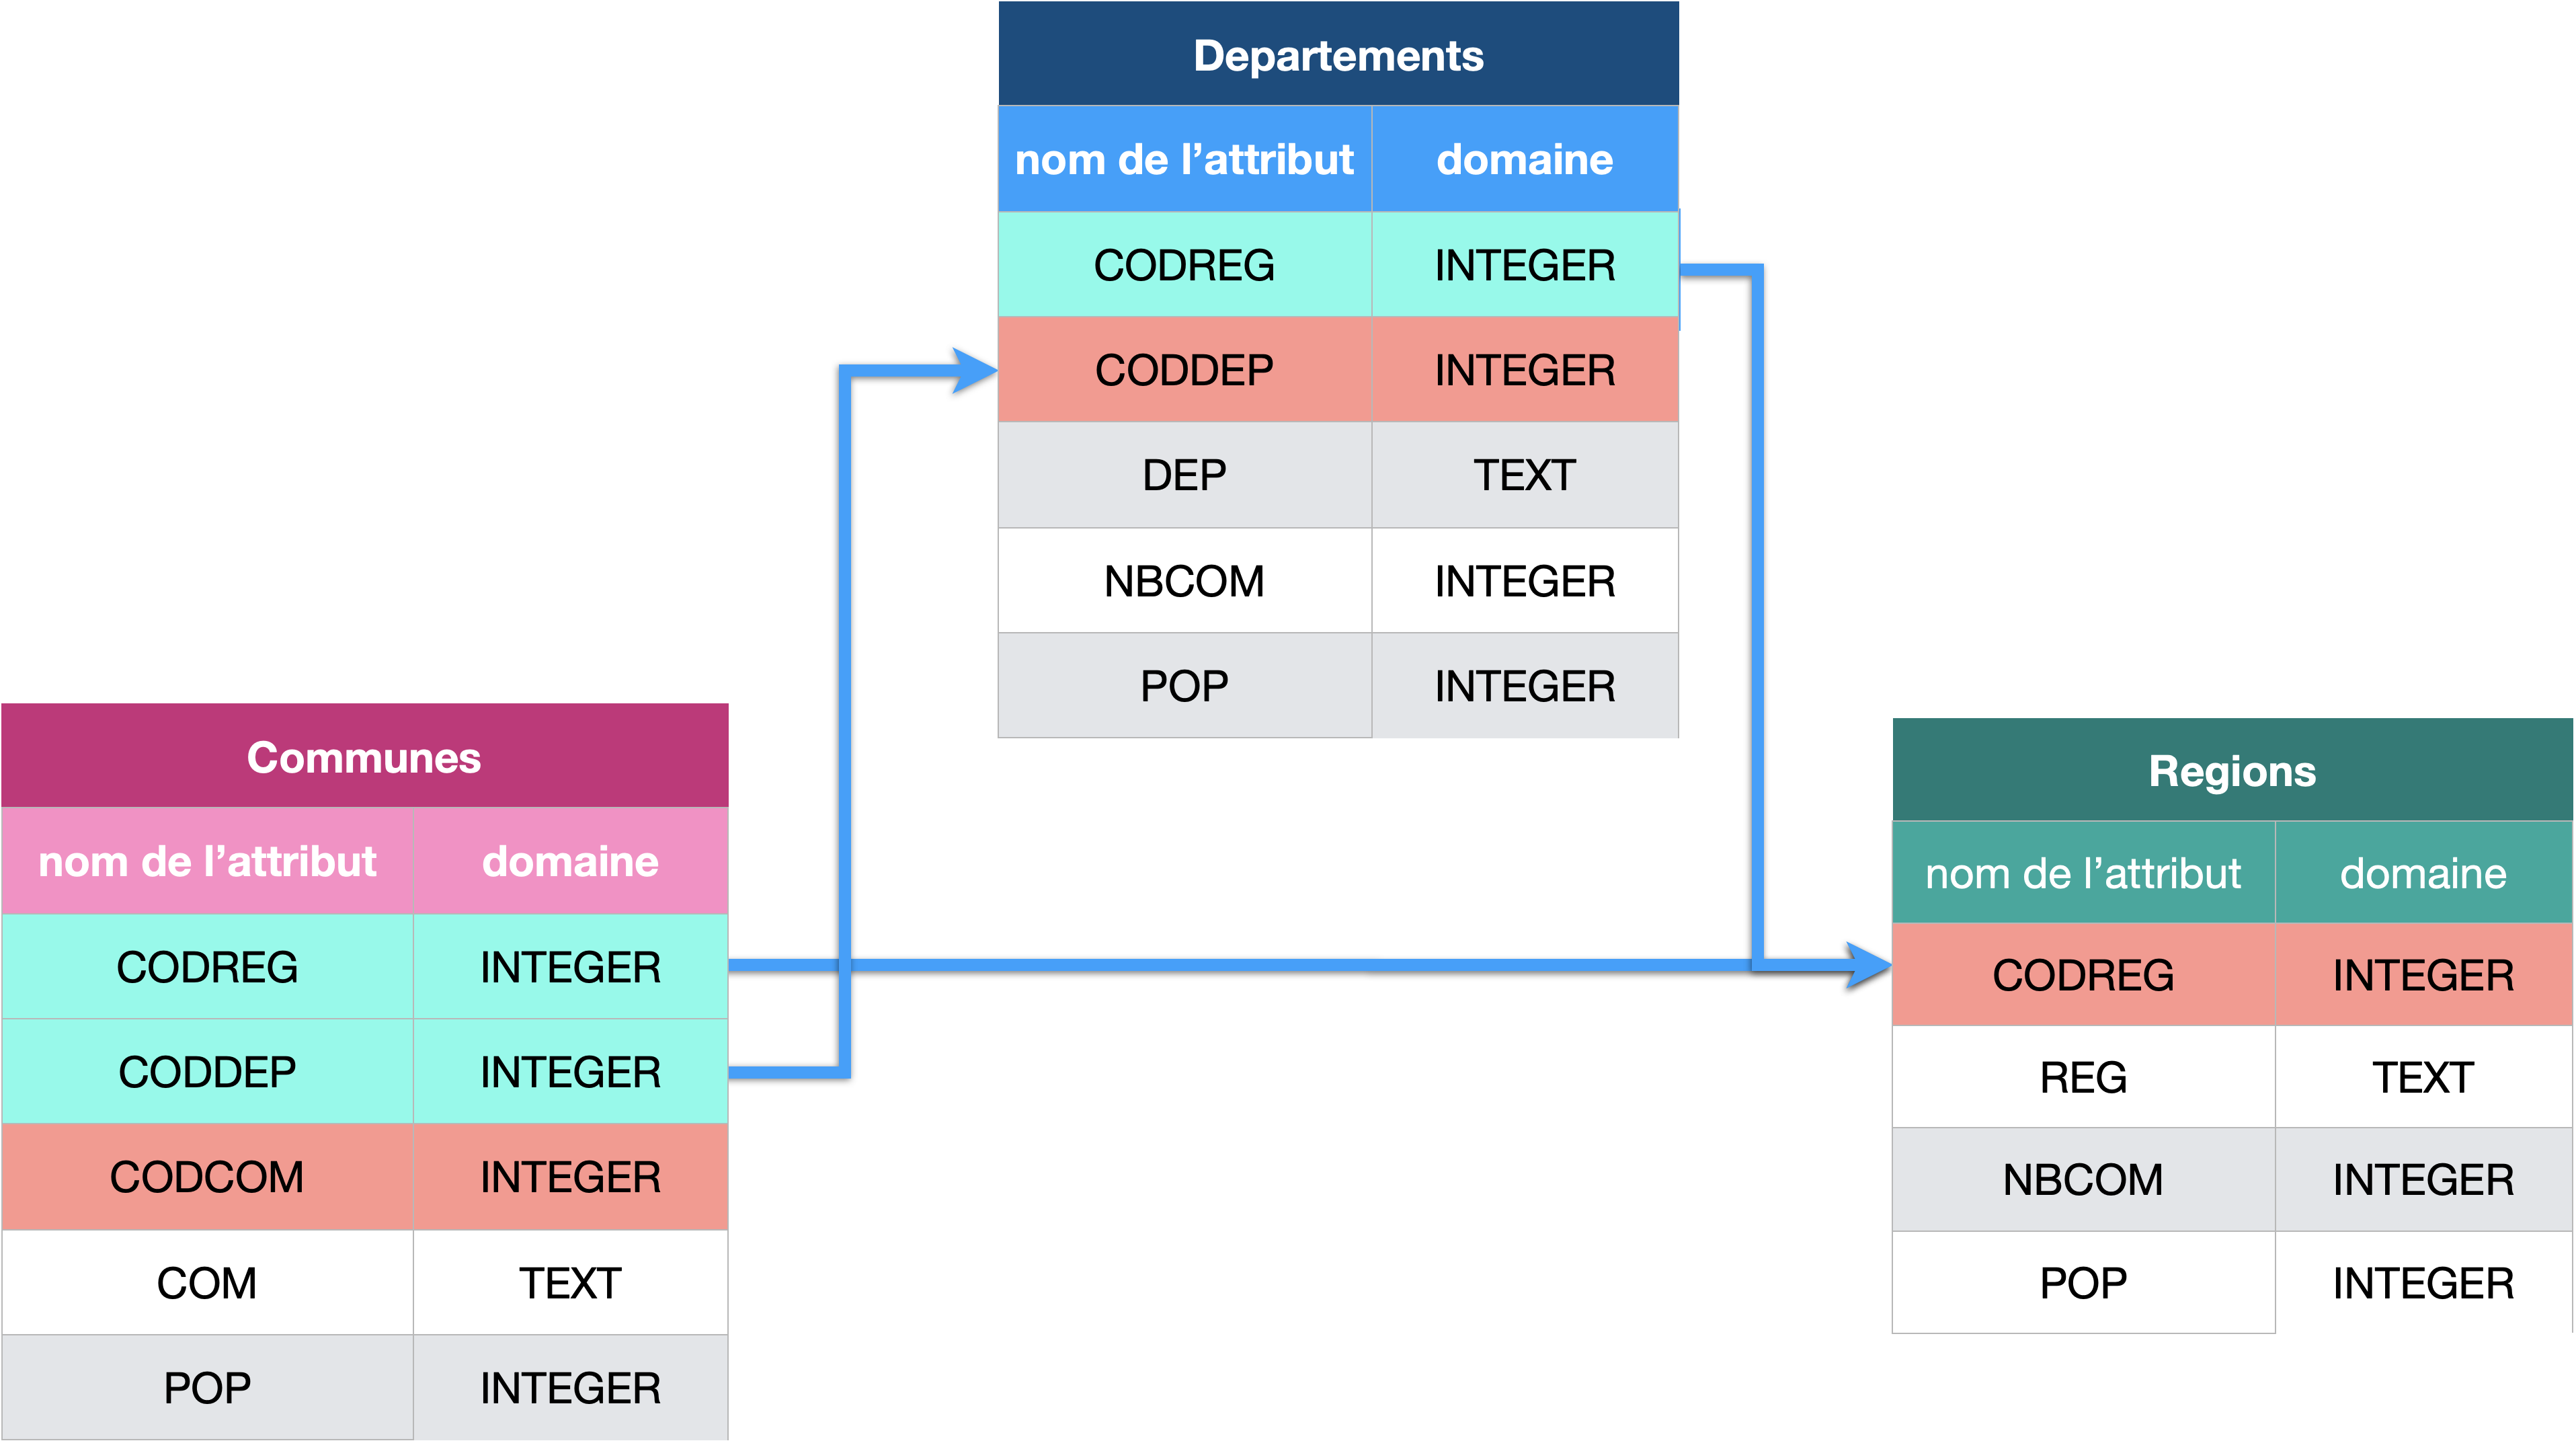 Departements
nom de l’attribut domaine
CODREG INTEGER
CODDEP INTEGER
DEP TEXT
NBCOM INTEGER
POP INTEGER
Communes
nom de l’attribut domaine
CODREG INTEGER
CODDEP INTEGER
CODCOM INTEGER
COM TEXT
POP INTEGER
Regions
nom de l’attribut domaine
CODREG INTEGER
REG TEXT
NBCOM INTEGER
POP INTEGER